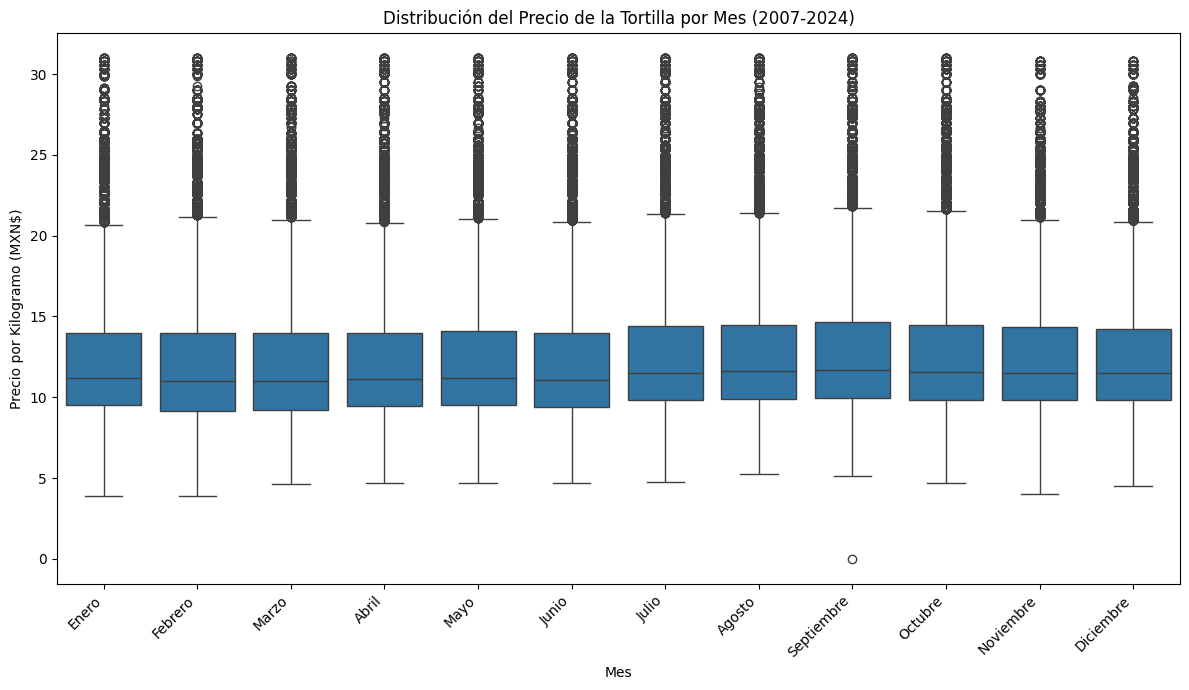 Distribución del Precio de la Tortilla por Mes (2007-2024)
Precio por Kilogramo (MXN$)
30
25
20
15
10
5
0
Enero
Febrero
Marzo
Abril
Mayo
Junio
Julio
Agosto
Septiembre
Octubre
Noviembre
Diciembre
Mes